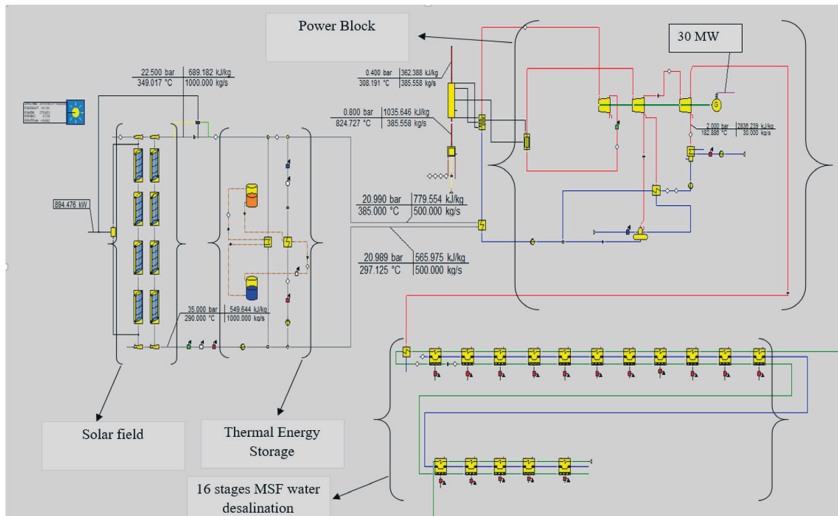 Power Block
30 MW
22.500 bar 689.182 kJ/kg
349.017 °C 1000.000 kg/s
0.400 bar 362.388 kJ/kg
308.191 °C 385.558 kg/s
0.800 bar 1035.646 kJ/kg
824.727 °C 385.558 kg/s
30.000 kg/s
894.476 kW
20.990 bar 779.554 kJ/kg
385.000 °C 500.000 kg/s
20.989 bar 565.975 kJ/kg
297.125 °C 500.000 kg/s
35.000 bar 549.644 kJ/kg
290.000 °C 1000.000 kg/s
Solar field
Thermal Energy
Storage
16 stages MSF water
desalination